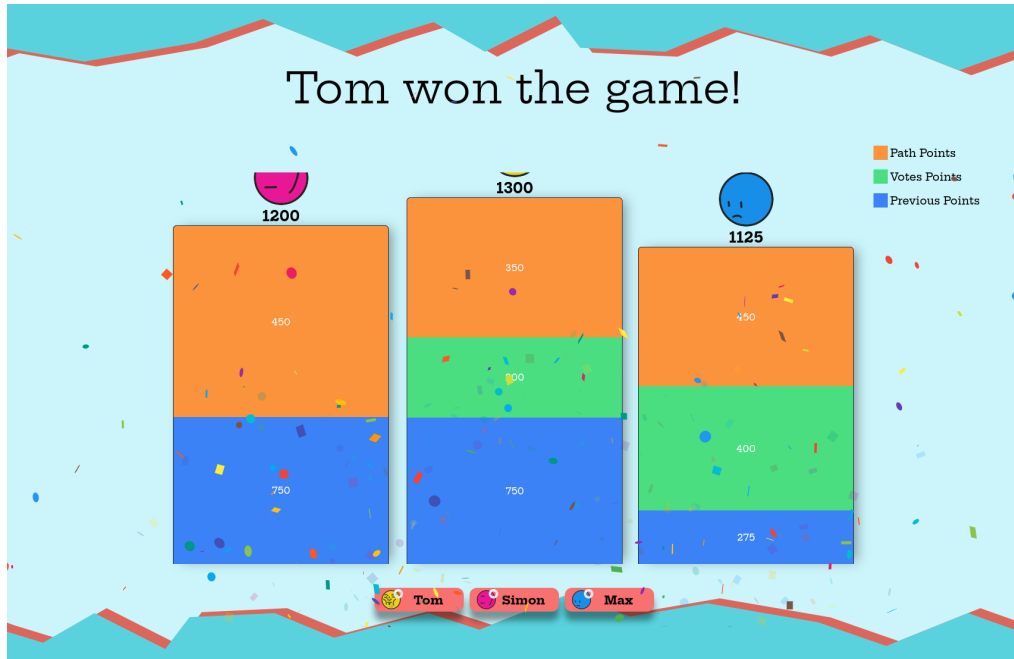 Tom won the game!
Path Points
Votes Points
Previous Points
1200
1300
1125
450
350
450
400
750
750
275
Tom
Simon
Max